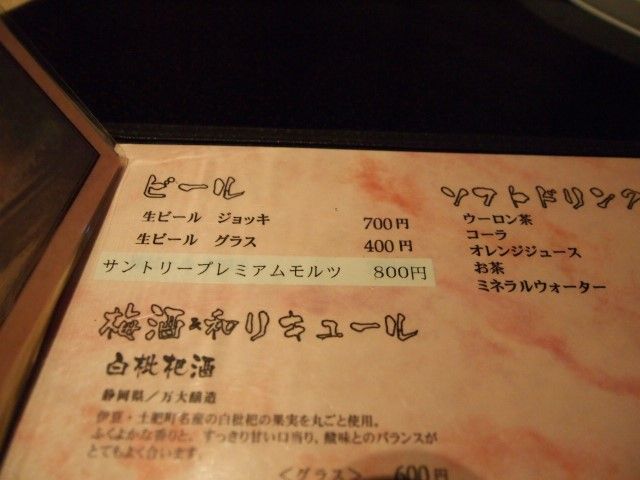 ビール
生ビール ジョッキ 700円
生ビール グラス 400円
サントリープレミアムモルツ 800円
梅酒&和リキュール
白枇杷酒
静岡県/万大醸造
伊豆・土肥町名産の白枇杷の果実を丸ごと使用。
ふくよかな香りと、すっきり甘い口当り、酸味とのバランスが
とてもよく合います。
<グラス> 600円
ソフトドリンク
ウーロン茶
コーラ
オレンジジュース
お茶
ミネラルウォーター